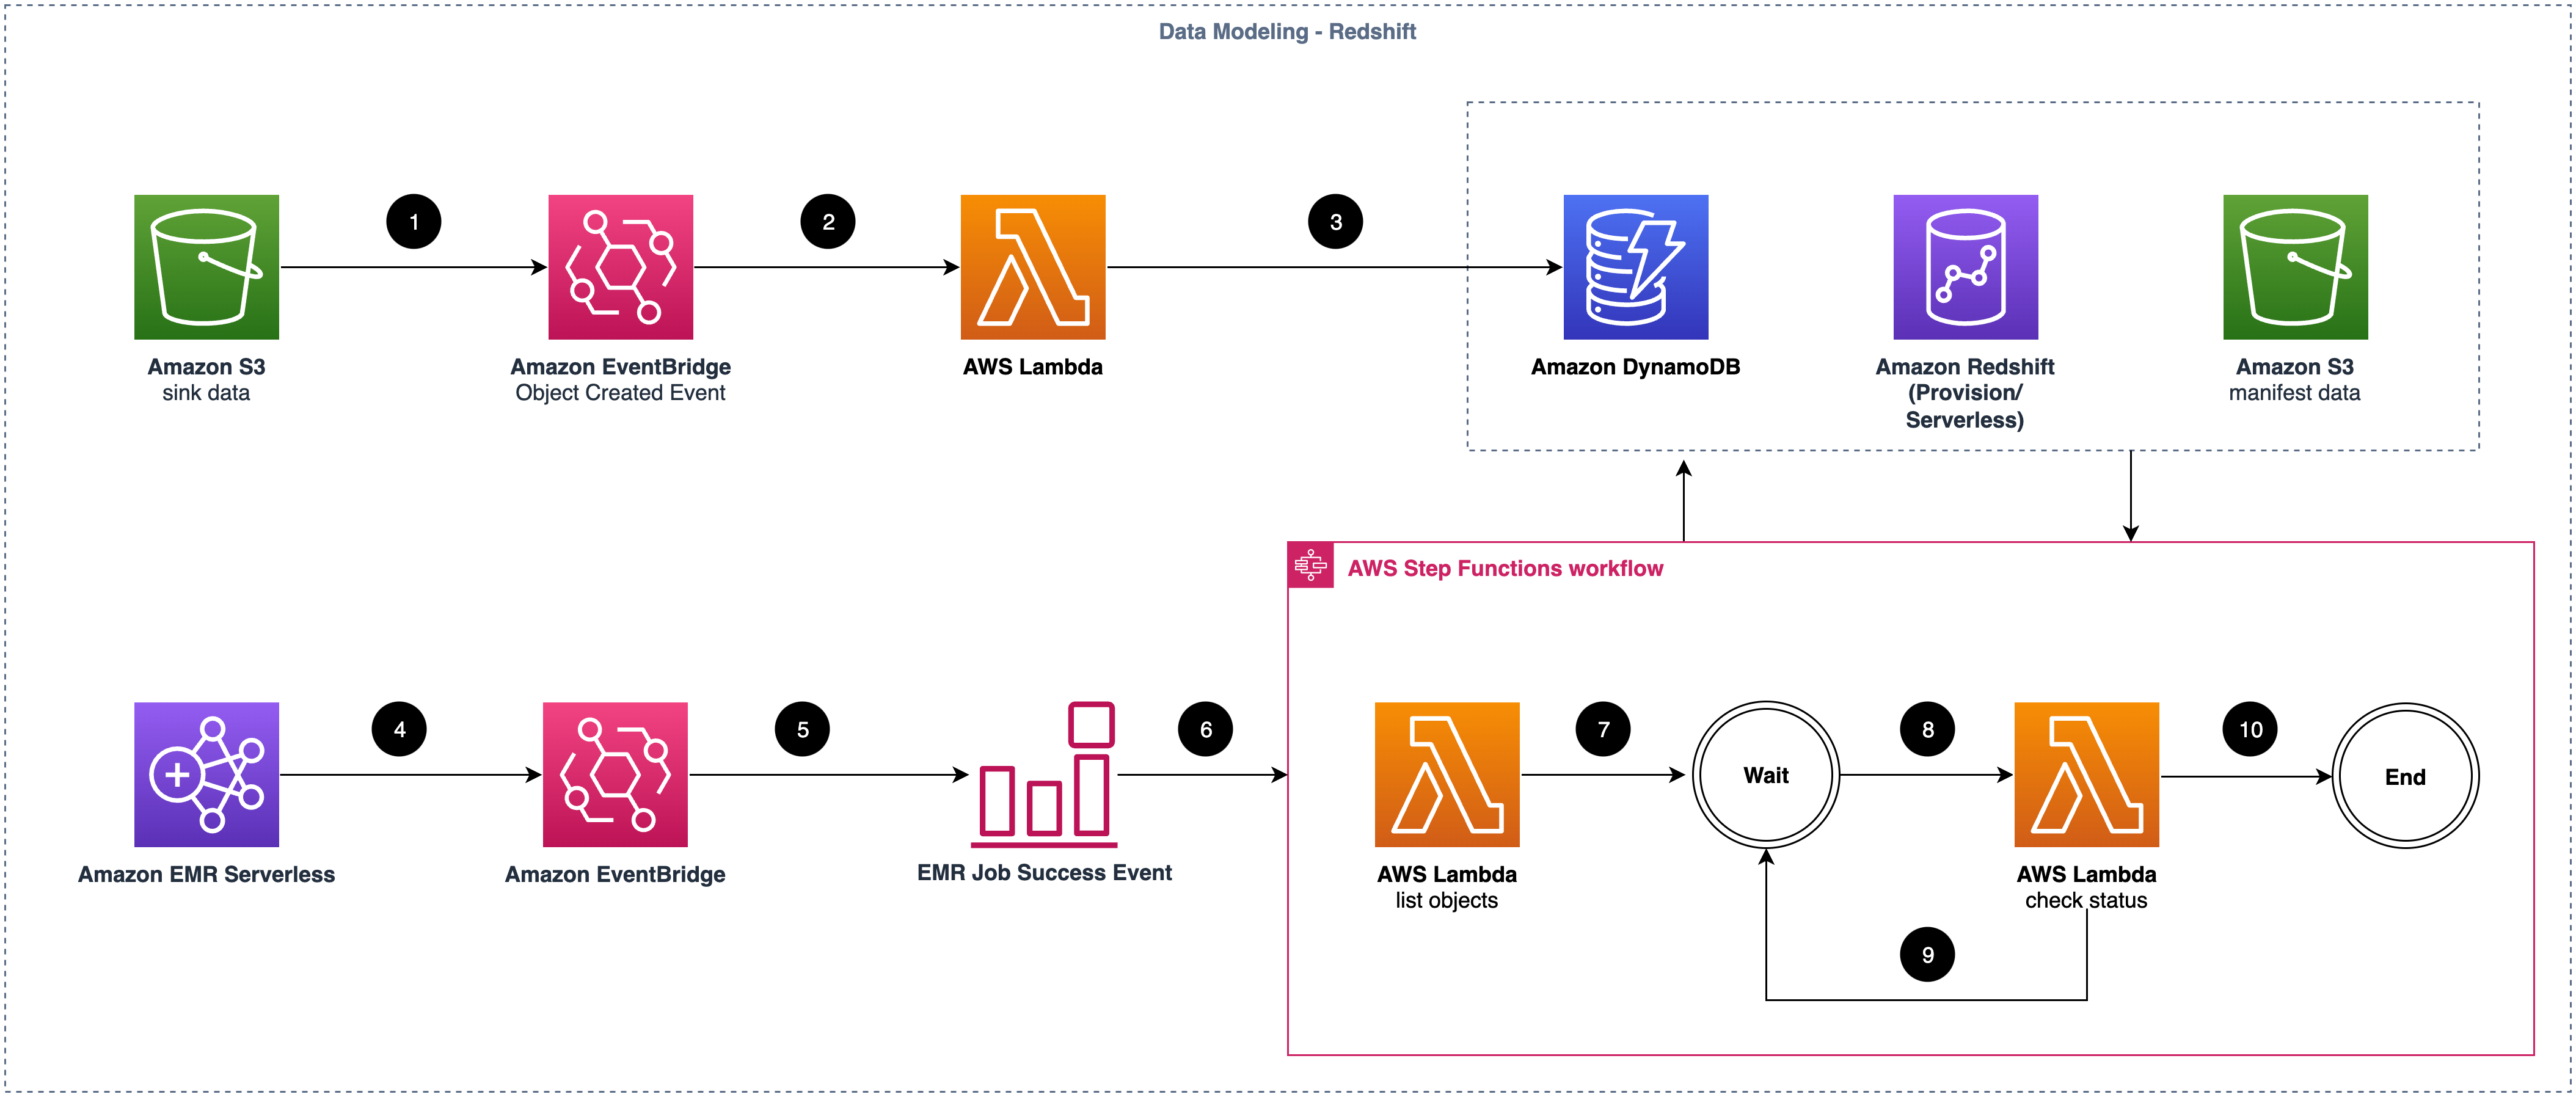 Data Modeling - Redshift
1
2
3
Amazon S3
sink data
Amazon EventBridge
Object Created Event
AWS Lambda
Amazon DynamoDB
Amazon Redshift
(Provision/
Serverless)
Amazon S3
manifest data
AWS Step Functions workflow
4
5
6
7
8
10
Wait
End
Amazon EMR Serverless
Amazon EventBridge
EMR Job Success Event
AWS Lambda
list objects
AWS Lambda
check status
9